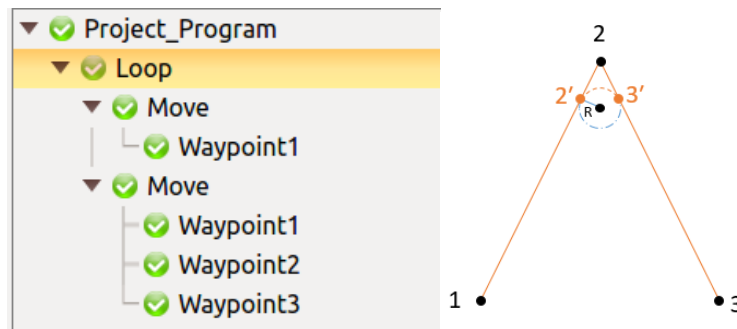 Project_Program
Loop
Move
Waypoint1
Move
Waypoint1
Waypoint2
Waypoint3
2
2′ 3′
R
1 3